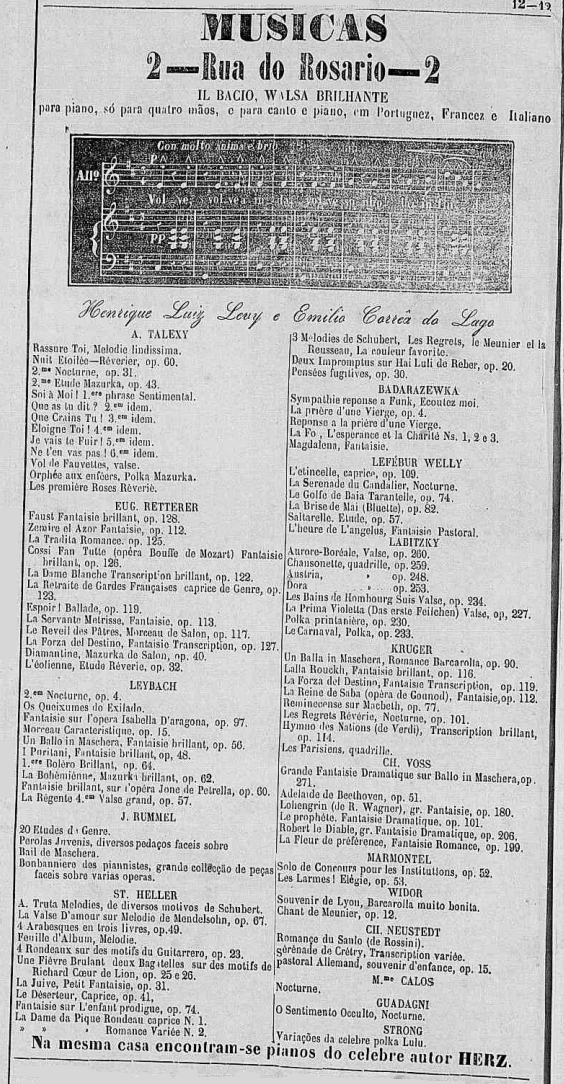 12—12
MUSICAS
2—Rua do Rosario—2
IL BACIO, WALSA BRILHANTE
para piano, só para quatro mãos, e para canto e piano, em Portuguez, Francez e Italiano
Con molto anima e brio
P
Allº
Vol ve,
PP
Henrique Luiz Levy e Emilio Corrêa do Lago
A. TALEXY
Rassure Toi, Melodie lindissima.
Nuit Etoilée—Rêverier, op. 60.
2.me Nocturne, op. 31.
2.me Etude Mazurka, op. 43.
Soi à Moi! 1.ere phrase Sentimental.
Que as tu dit? 2.em idem.
Que Crains Tu! 3.em idem.
Eloigne Toi! 4.em idem.
Je vais te Fuir! 5.em idem.
Ne t'en vas pas! 6.em idem.
Vol de Fauvettes, valse.
Orphée aux enféers, Polka Mazurka.
Les première Roses Rêverie.
EUG. RETTERER
Faust Fantaisie brillant, op. 128.
Zemire el Azor Fantaisie, op. 112.
La Tradita Romance. op. 125.
Cossi Fan Tutte (opéra Bouffe de Mozart) Fantaisie
brillant, op. 126.
La Dame Blanche Transcription brillant, op. 122.
La Retraite de Gardes Françaises caprice de Genre, op.
123.
Espoir! Ballade, op. 119.
La Servante Metrisse, Fantaisie, op. 113.
Le Reveil des Pâtres, Morceau de Salon, op. 117.
La Forza del Destino, Fantaisie Transcription, op. 127.
Diamantine, Mazurka de Salon, op. 40.
L'éolienne, Etude Rêverie, op. 32.
LEYBACH
2.em Nocturno, op. 4.
Os Queixumes do Exilado.
Fantaisie sur l'opera Isabella D'aragona, op. 97.
Morceau Caracteristique, op. 15.
Un Ballo in Maschera, Fantaisie brillant, op. 56.
I Puritani, Fantaisie brillant, op, 48.
1.ere Boléro Brillant, op. 64.
La Bohêmiènne, Mazurki brillant, op. 62.
Fantaisie brillant, sur l'opéra Jone de Petrella, op. 60.
La Régente 4.em Valse grand, op. 57.
J. RUMMEL
20 Etudes di Genre.
Perolas Juvenis, diversos pedaços faceis sobre
Bail de Maschera.
Bonbanniere des piannistes, grande collecção de peças
faceis sobre varias operas.
ST. HELLER
A. Truta Melodies, de diversos motivos de Schubert.
La Valse D'amour sur Melodie de Mendelsohn, op. 67.
4 Arabesques en trois livres, op.49.
Feuille d'Album, Melodie.
4 Rondeaux sur des motifs du Guitarrero, op. 23.
Une Fièvre Brulant deux Bagatelles sur des motifs de
Richard Cœur de Lion, op. 25 e 26.
La Juive, Petit Fantaisie, op. 31.
Le Déserteur, Caprice, op. 41,
Fantaisie sur L'enfant prodigue, op. 74.
La Dame da Pique Rondeau caprice N. 1.
» » » Romance Variée N. 2.
3 Melodies de Schubert, Les Regrets, le Meunier el la
Rousseau, La couleur favorite.
Deux Impromptus sur Hai Luli de Reber, op. 20.
Pensées fugitives, op. 30.
BADARAZEWKA
Sympathie reponse a Funk, Ecoutez moi.
La prière d'une Vierge, op. 4.
Reponse a la prière d'une Vierge.
La Fo, L'esperance et la Charité Ns. 1, 2 e 3.
Magdalena, Fantaisie.
LEFÉBUR WELLY
L'etincelle, caprice, op. 109.
La Serenade du Candalier, Nocturne.
Le Golfe de Baia Tarantelle, op. 74.
La Brise de Mai (Bluette), op. 82.
Saltarelle. Etude, op. 57.
L'heure de L'angelus, Fantaisie Pastoral.
LABITZKY
Aurore-Boréale, Valse, op. 260.
Chansonette, quadrille, op. 259.
Austria, » op. 248.
Dora » op. 253.
Les Bains de Hombourg Suis Valse, op. 234.
La Prima Violetta (Das erste Feilchen) Valse op, 227.
Polka printanière, op. 230.
Le Carnaval, Polka, op. 233.
KRUGER
Un Balla in Maschera, Romance Barcarolla, op. 90.
Lalla Rouckh, Fantaisie brillant, op. 116.
La Forza del Destino, Fantaisie Transcription, op. 119.
La Reine de Saba (opéra de Gounod), Fantaisie,op. 112
Reminecense sur Macbeth, op. 77.
Les Regrets Rêvérie, Nocturne, op. 101.
Hymno des Nations (de Verdi), Transcription brillant,
op. 114.
Les Parisiens, quadrille.
CH. VOSS
Grande Fantaisie Dramatique sur Ballo in Maschera,op.
271.
Adelaide de Beethoven, op. 51.
Lohengrin (de R. Wagner), gr. Fantaisie, op. 180.
Le prophète. Fantaisie Dramatique, op. 101.
Robert le Diable, gr. Fantaisie Dramatique, op. 206.
La Fleur de préférence, Fantaisie Romance, op. 199.
MARMONTEL
Solo de Concours pour les Institutions, op. 52.
Les Larmes! Elégie, op. 53.
WIDOR
Souvenir de Lyon, Barcarolla muito bonita.
Chant de Meunier, op. 12.
CH. NEUSTEDT
Romance du Saulo (de Rossini).
Sérénade de Crétry, Transcription variée.
pastoral Allemand, souvenir d'enfance, op. 15.
M.me CALOS
Nocturne.
GUADAGNI
O Sentimento Occulto, Nocturne.
STRONG
Variações da celebre polka Lulu.
Na mesma casa encontram-se pianos do celebre autor HERZ.